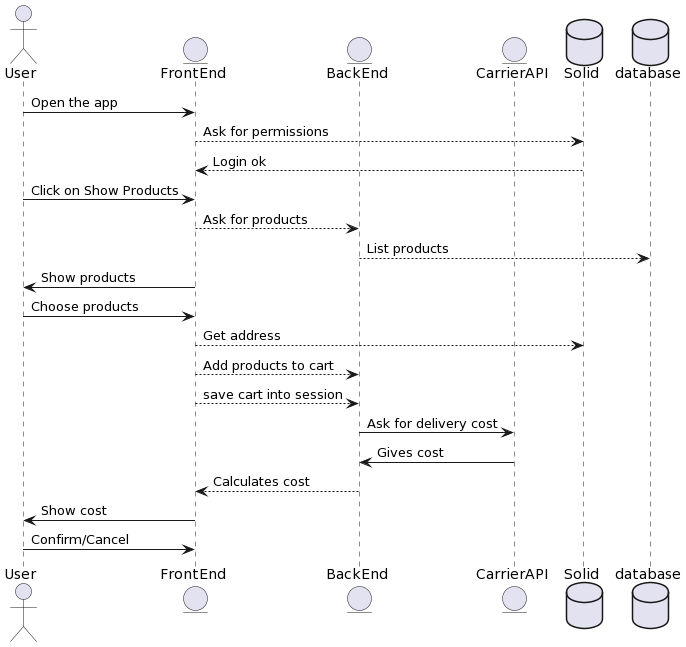 User
FrontEnd
BackEnd
CarrierAPI
Solid
database
Open the app
Ask for permissions
Login ok
Click on Show Products
Ask for products
List products
Show products
Choose products
Get address
Add products to cart
save cart into session
Ask for delivery cost
Gives cost
Calculates cost
Show cost
Confirm/Cancel
User
FrontEnd
BackEnd
CarrierAPI
Solid
database